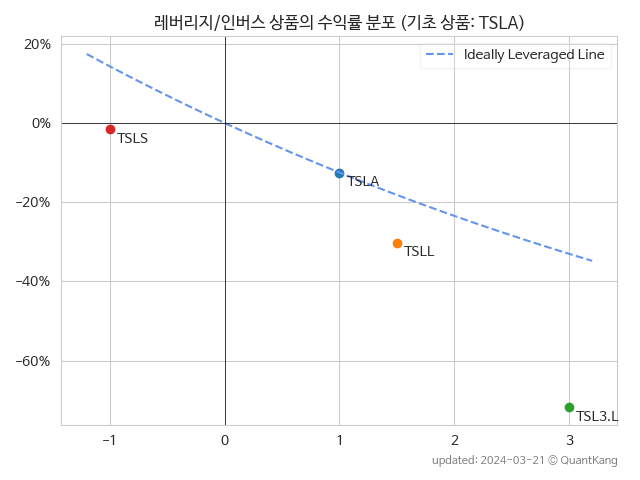 레버리지/인버스 상품의 수익률 분포 (기초 상품: TSLA)
20%
Ideally Leveraged Line
0%
TSLS
TSLA
−20%
TSLL
−40%
−60%
TSL3.L
−1 0 1 2 3
updated: 2024-03-21 © QuantKang